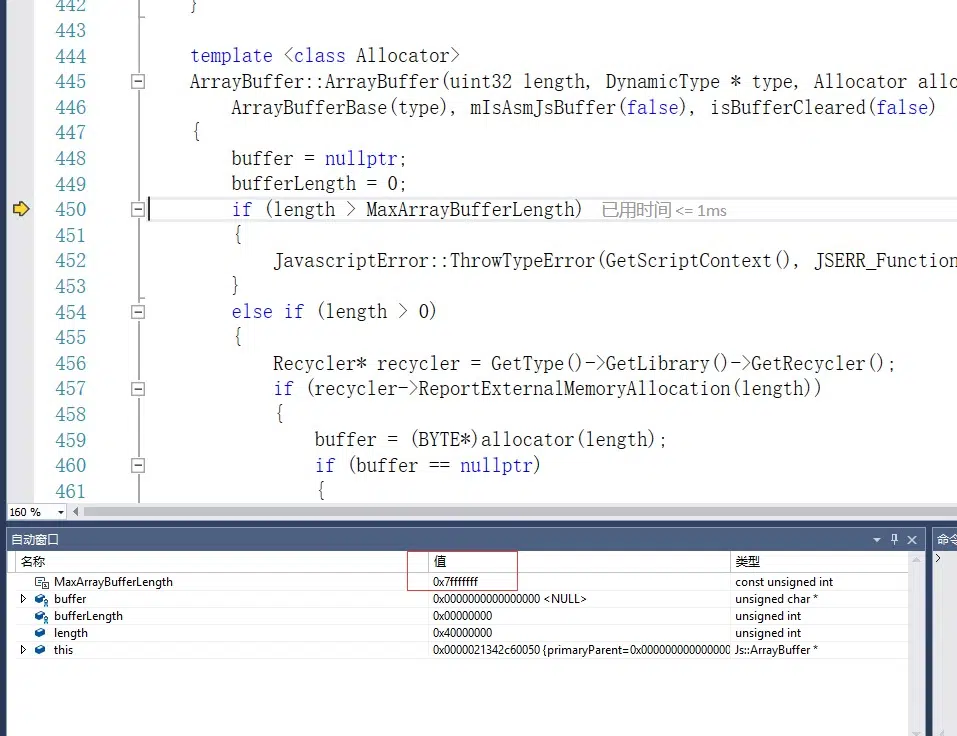 442 }
443
444 template <class Allocator>
445 ArrayBuffer::ArrayBuffer(uint32 length, DynamicType * type, Allocator allo
446 ArrayBufferBase(type), mIsAsmJsBuffer(false), isBufferCleared(false)
447 {
448 buffer = nullptr;
449 bufferLength = 0;
450 if (length > MaxArrayBufferLength) 已用时间 <= 1ms
451 {
452 JavascriptError::ThrowTypeError(GetScriptContext(), JSERR_Function
453 }
454 else if (length > 0)
455 {
456 Recycler* recycler = GetType()->GetLibrary()->GetRecycler();
457 if (recycler->ReportExternalMemoryAllocation(length))
458 {
459 buffer = (BYTE*)allocator(length);
460 if (buffer == nullptr)
461 {
160 %
自动窗口 命令
名称 值 类型
MaxArrayBufferLength 0x7fffffff const unsigned int
buffer 0x0000000000000000 <NULL> unsigned char *
bufferLength 0x00000000 unsigned int
length 0x40000000 unsigned int
this 0x0000021342c60050 {primaryParent=0x000000000000000 Js::ArrayBuffer *